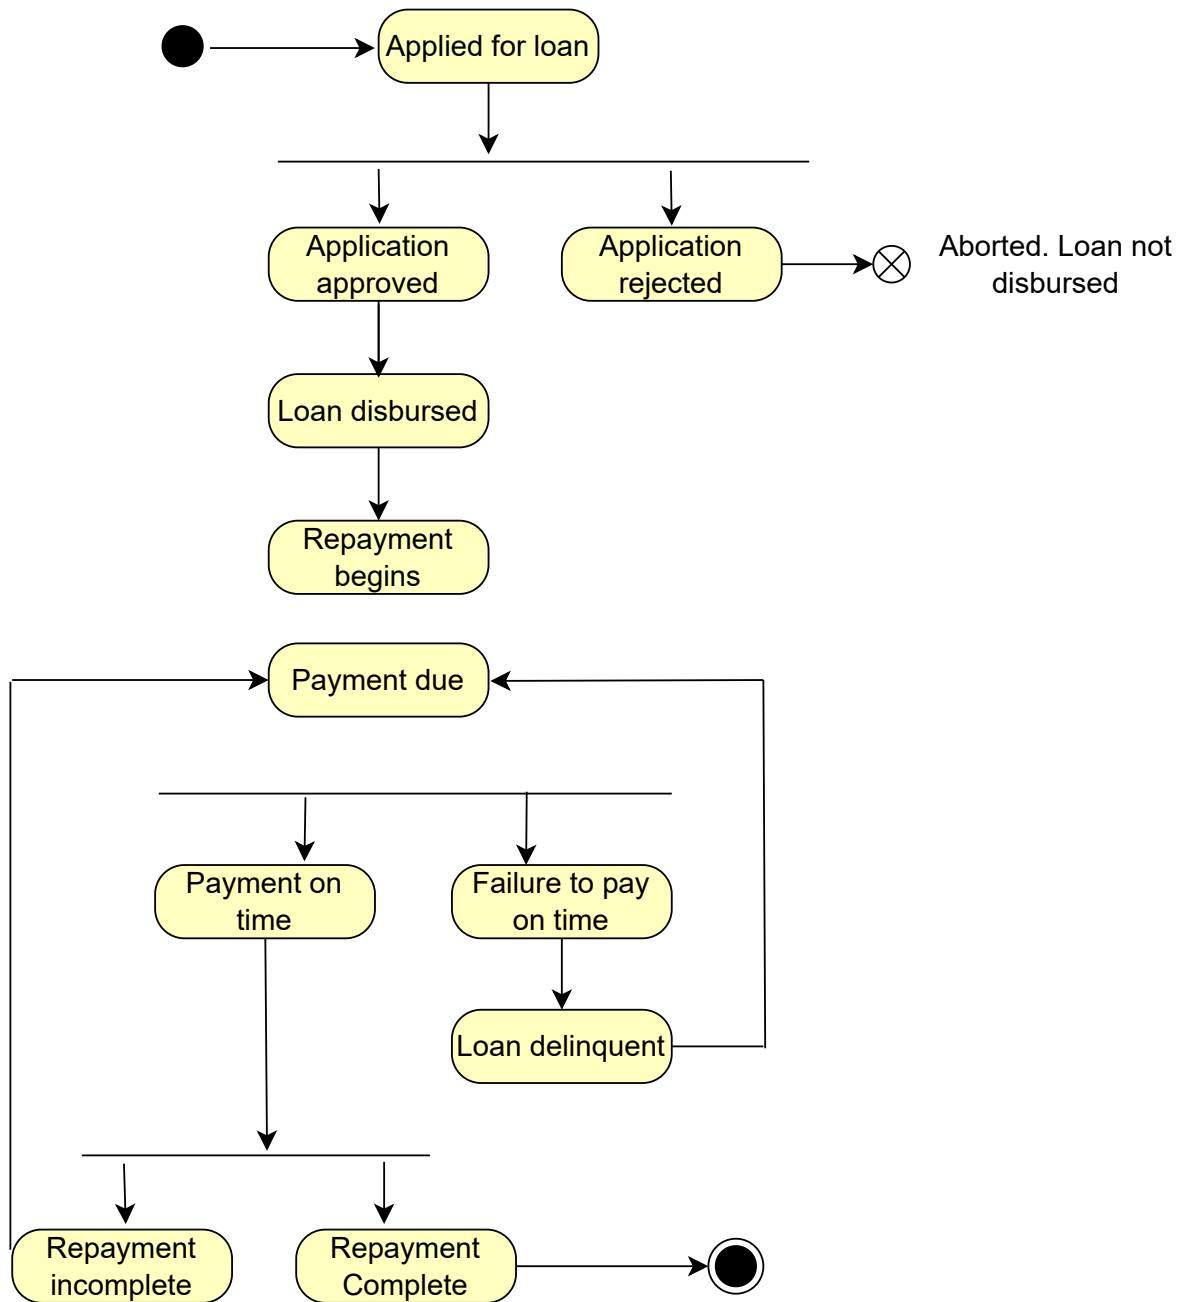 Applied for loan
Application
approved
Application
rejected
Aborted. Loan not
disbursed
Loan disbursed
Repayment
begins
Payment due
Payment on
time
Failure to pay
on time
Loan delinquent
Repayment
incomplete
Repayment
Complete